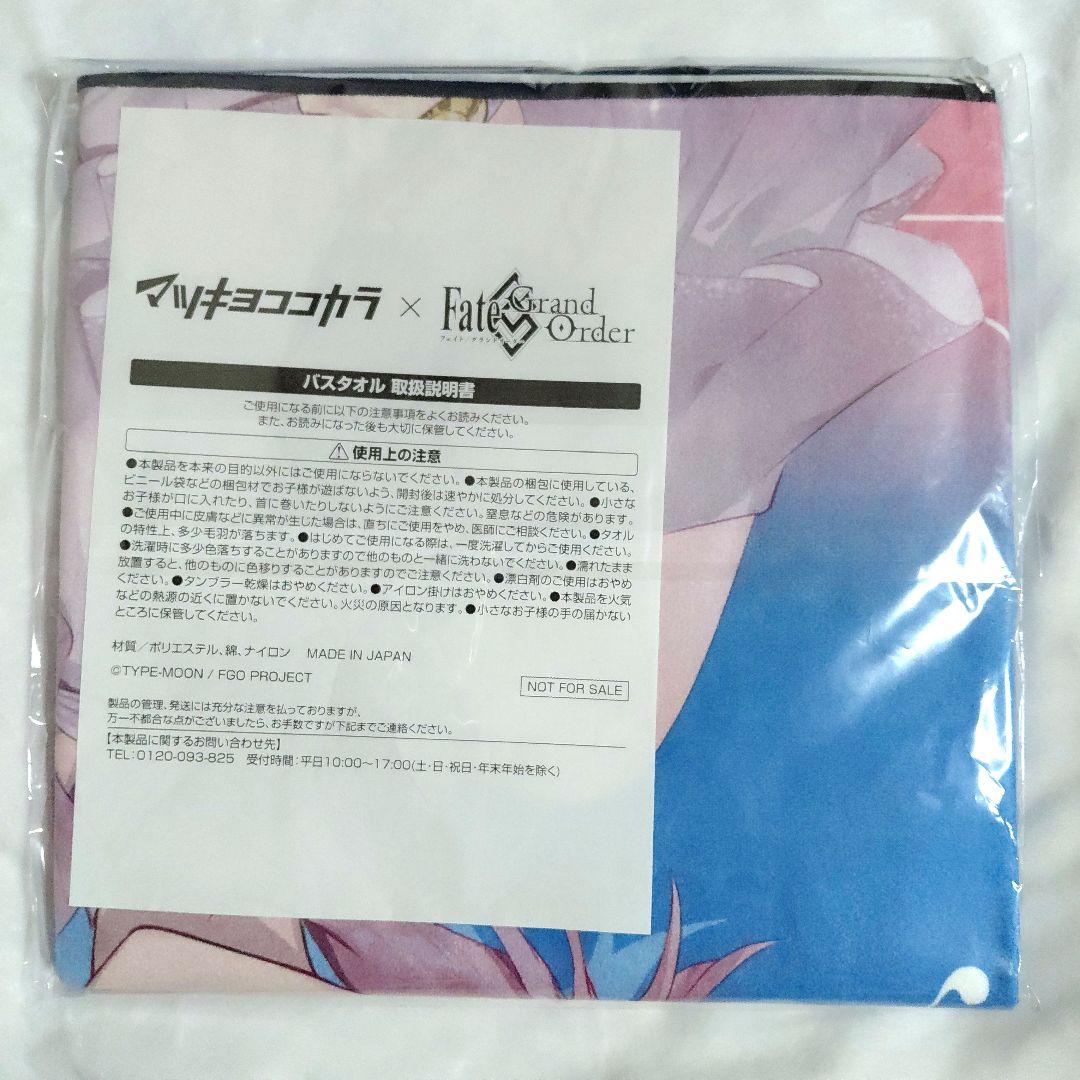 マツキヨココカラ × Fate Grand Order
フェイト/グランドオーダー
バスタオル 取扱説明書
ご使用になる前に以下の注意事項をよくお読みください。
また、お読みになった後も大切に保管してください。
使用上の注意
●本製品を本来の目的以外にはご使用にならないでください。●本製品の梱包に使用している、
ビニール袋などの梱包材でお子様が遊ばないよう、開封後は速やかに処分してください。●小さな
お子様が口に入れたり、首に巻いたりしないようにご注意ください。窒息などの危険があります。
●ご使用中に皮膚などに異常が生じた場合は、直ちにご使用をやめ、医師にご相談ください。●タオル
の特性上、多少毛羽が落ちます。●はじめてご使用になる際は、一度洗濯してからご使用ください。
●洗濯時に多少色落ちすることがありますので他のものと一緒に洗わないでください。●濡れたまま
放置すると、他のものに色移りすることがありますのでご注意ください。●漂白剤のご使用はおやめ
ください。●タンブラー乾燥はおやめください。●アイロン掛けはおやめください。●本製品を火気
などの熱源の近くに置かないでください。火災の原因となります。●小さなお子様の手の届かない
ところに保管してください。
材質/ポリエステル、綿、ナイロン MADE IN JAPAN
©TYPE-MOON / FGO PROJECT
NOT FOR SALE
製品の管理、発送には充分な注意を払っておりますが、
万一不都合な点がございましたら、お手数ですが下記までご連絡ください。
【本製品に関するお問い合わせ先】
TEL:0120-093-825 受付時間:平日10:00〜17:00(土・日・祝日・年末年始を除く)